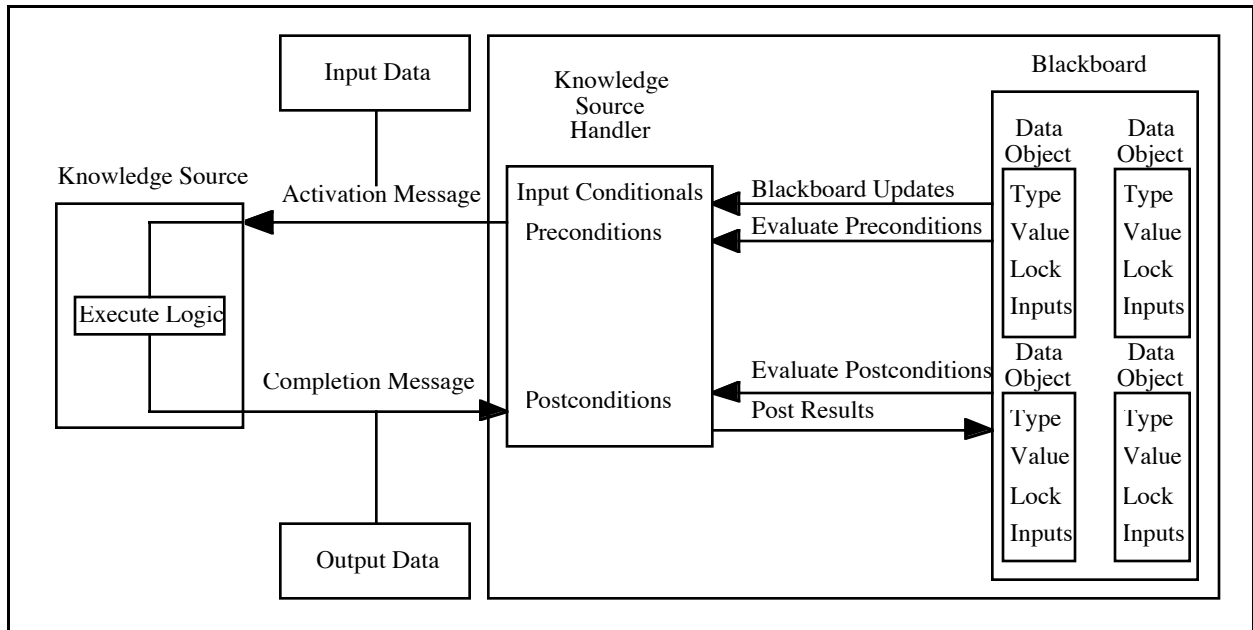 Input Data
Knowledge
Source
Handler
Blackboard
Knowledge Source
Activation Message
Execute Logic
Completion Message
Output Data
Input Conditionals
Preconditions
Postconditions
Blackboard Updates
Evaluate Preconditions
Evaluate Postconditions
Post Results
Data
Object
Type
Value
Lock
Inputs
Data
Object
Type
Value
Lock
Inputs
Data
Object
Type
Value
Lock
Inputs
Data
Object
Type
Value
Lock
Inputs